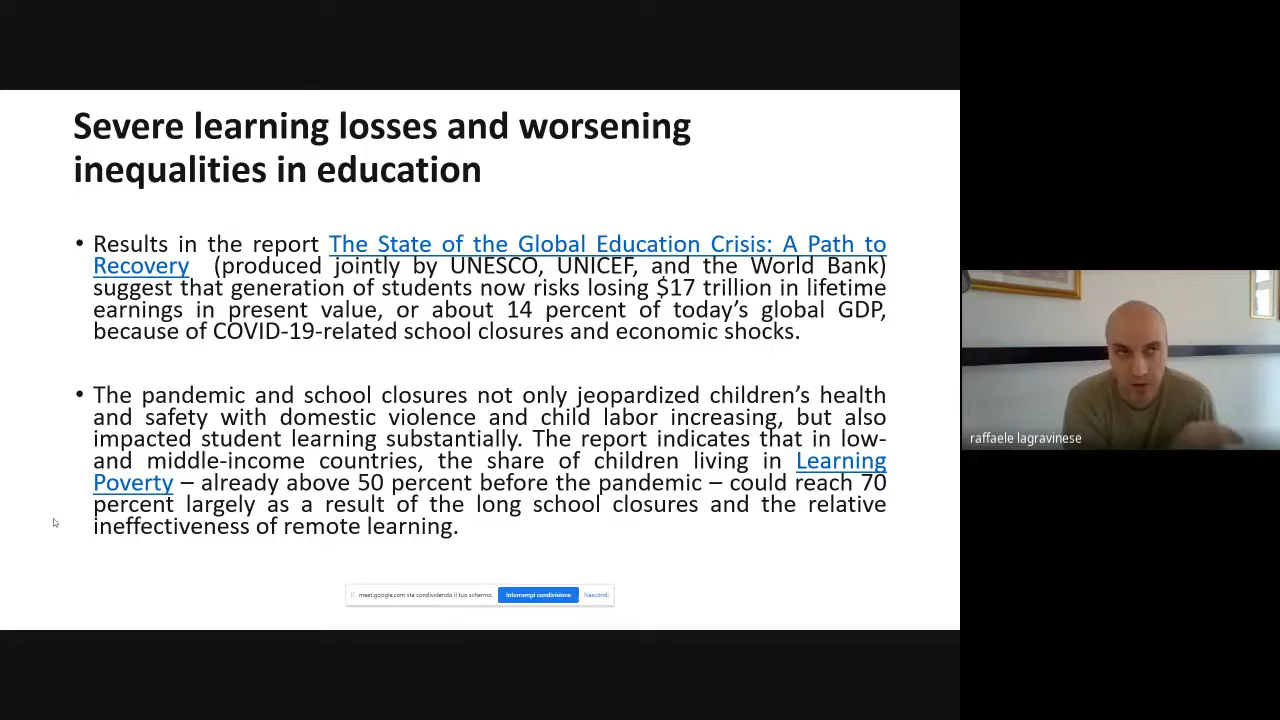 Severe learning losses and worsening
inequalities in education
• Results in the report The State of the Global Education Crisis: A Path to
Recovery (produced jointly by UNESCO, UNICEF, and the World Bank)
suggest that generation of students now risks losing $17 trillion in lifetime
earnings in present value, or about 14 percent of today’s global GDP,
because of COVID-19-related school closures and economic shocks.
• The pandemic and school closures not only jeopardized children’s health
and safety with domestic violence and child labor increasing, but also
impacted student learning substantially. The report indicates that in low-
and middle-income countries, the share of children living in Learning
Poverty – already above 50 percent before the pandemic – could reach 70
percent largely as a result of the long school closures and the relative
ineffectiveness of remote learning.
meet.google.com sta condividendo il tuo schermo. Interrompi condivisione Nascondi
raffaele lagravinese